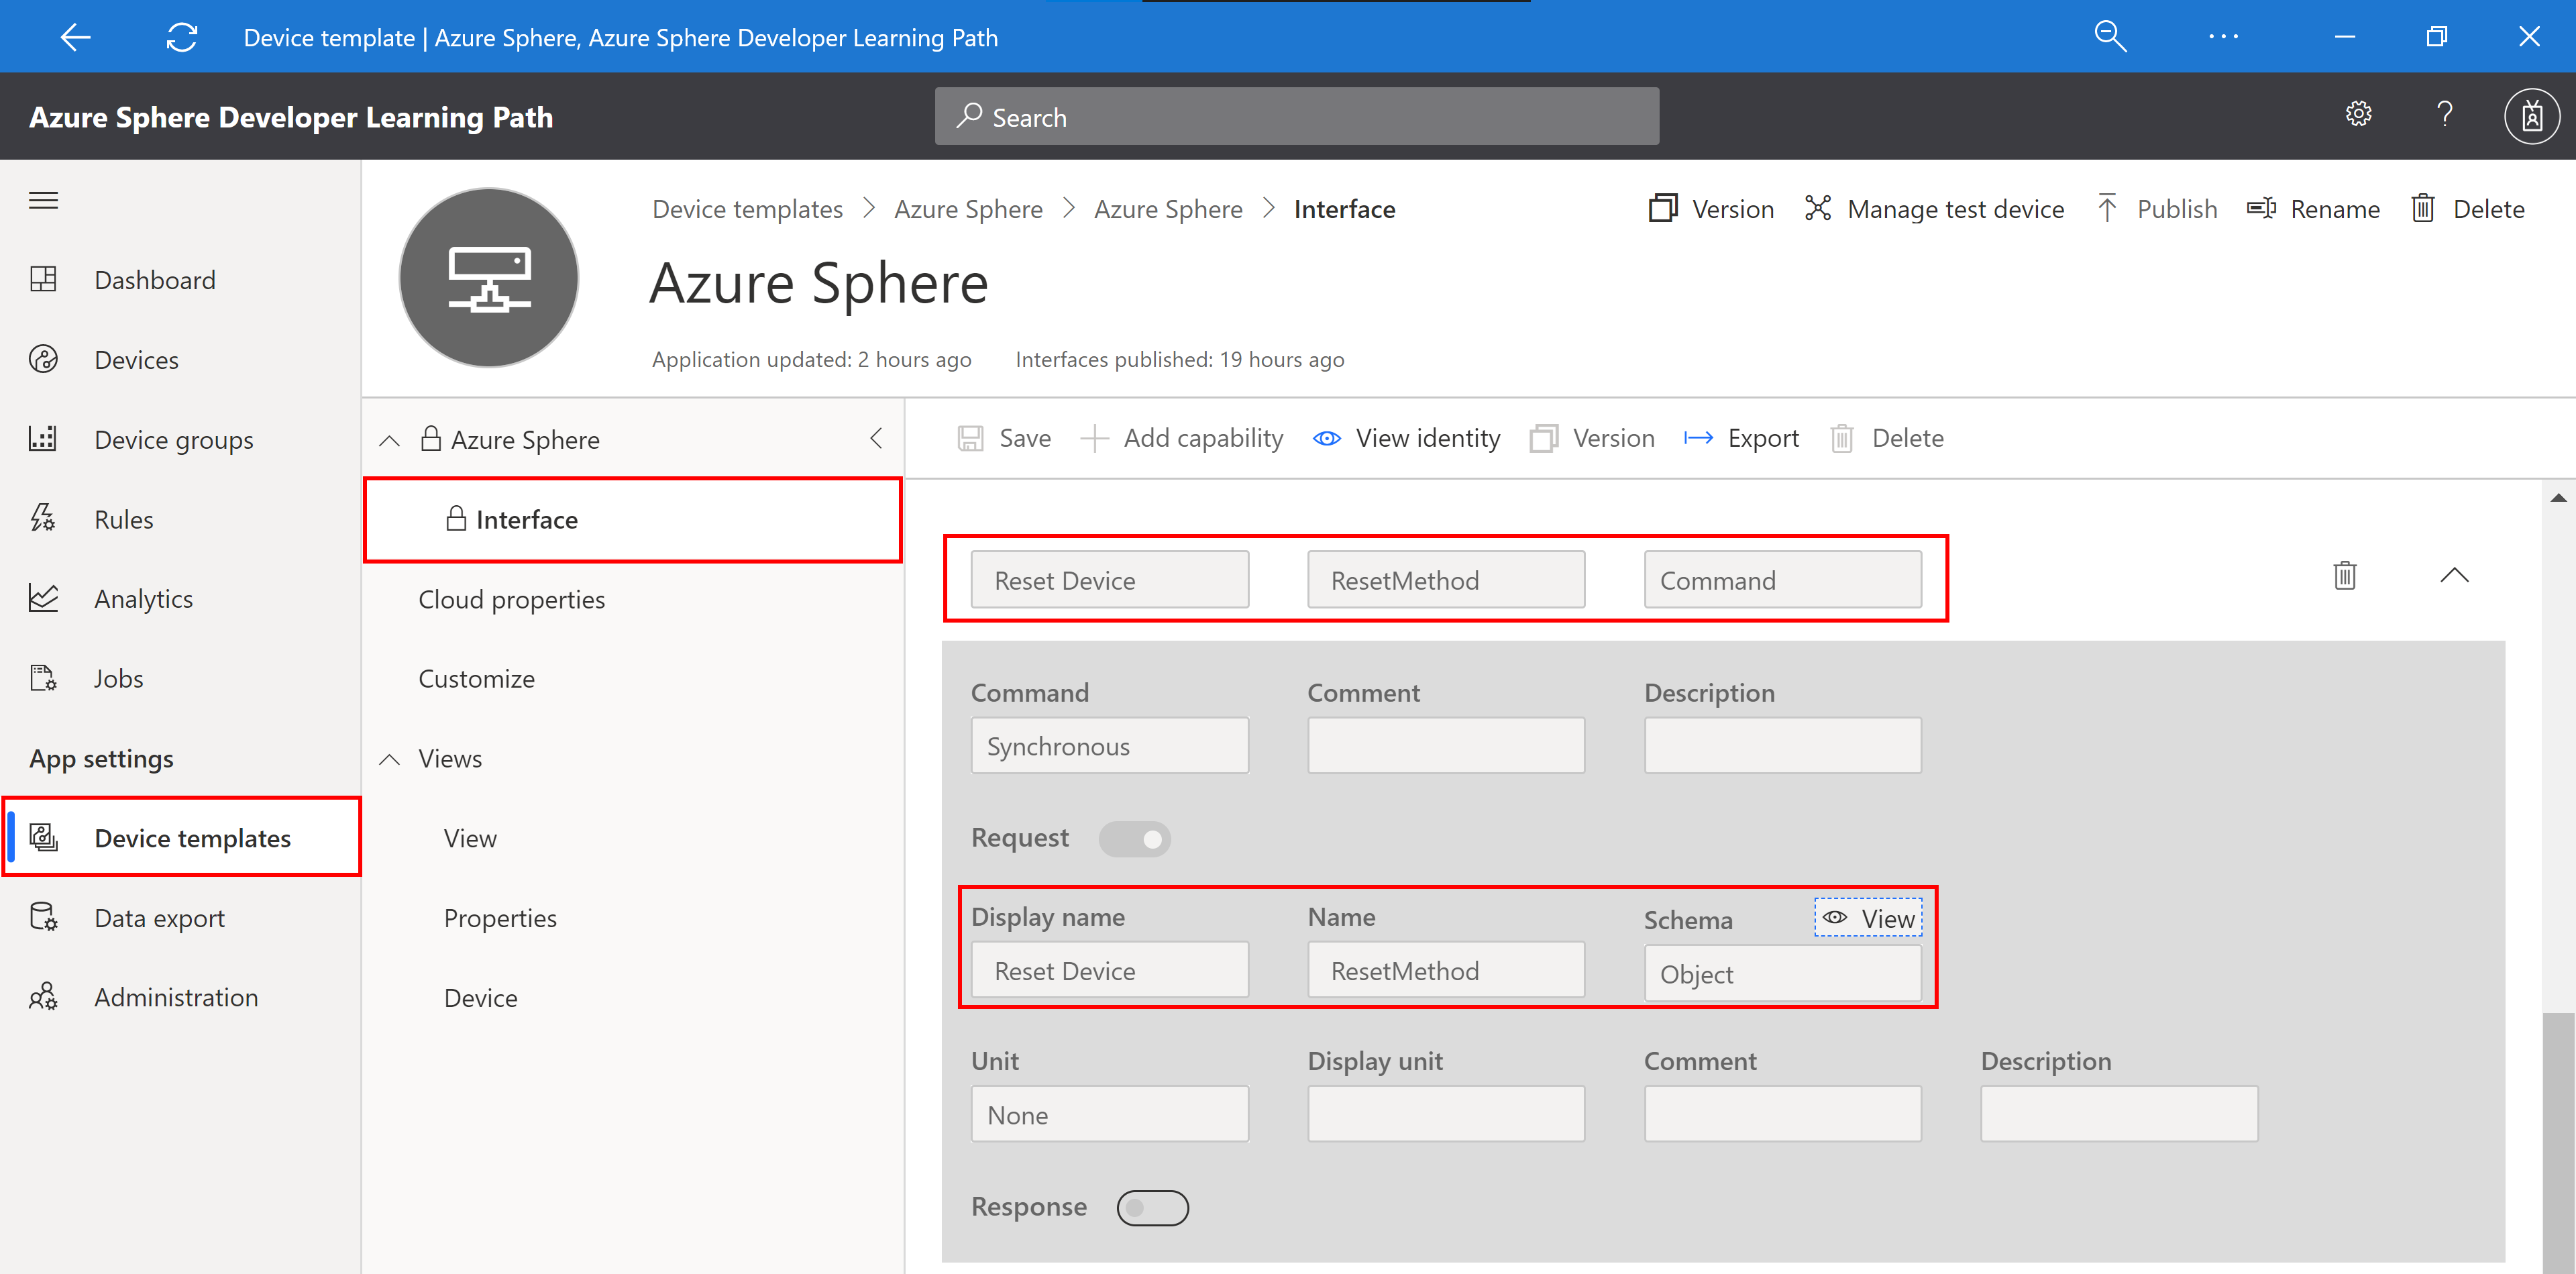 Device template | Azure Sphere, Azure Sphere Developer Learning Path
Azure Sphere Developer Learning Path
Search
?
Dashboard
Devices
Device groups
Rules
Analytics
Jobs
App settings
Device templates
Data export
Administration
Device templates > Azure Sphere > Azure Sphere > Interface
Version Manage test device Publish Rename Delete
Azure Sphere
Application updated: 2 hours ago Interfaces published: 19 hours ago
Azure Sphere
Interface
Cloud properties
Customize
Views
View
Properties
Device
Save Add capability View identity Version Export Delete
Reset Device ResetMethod Command
Command Comment Description
Synchronous
Request
Display name Name Schema View
Reset Device ResetMethod Object
Unit Display unit Comment Description
None
Response